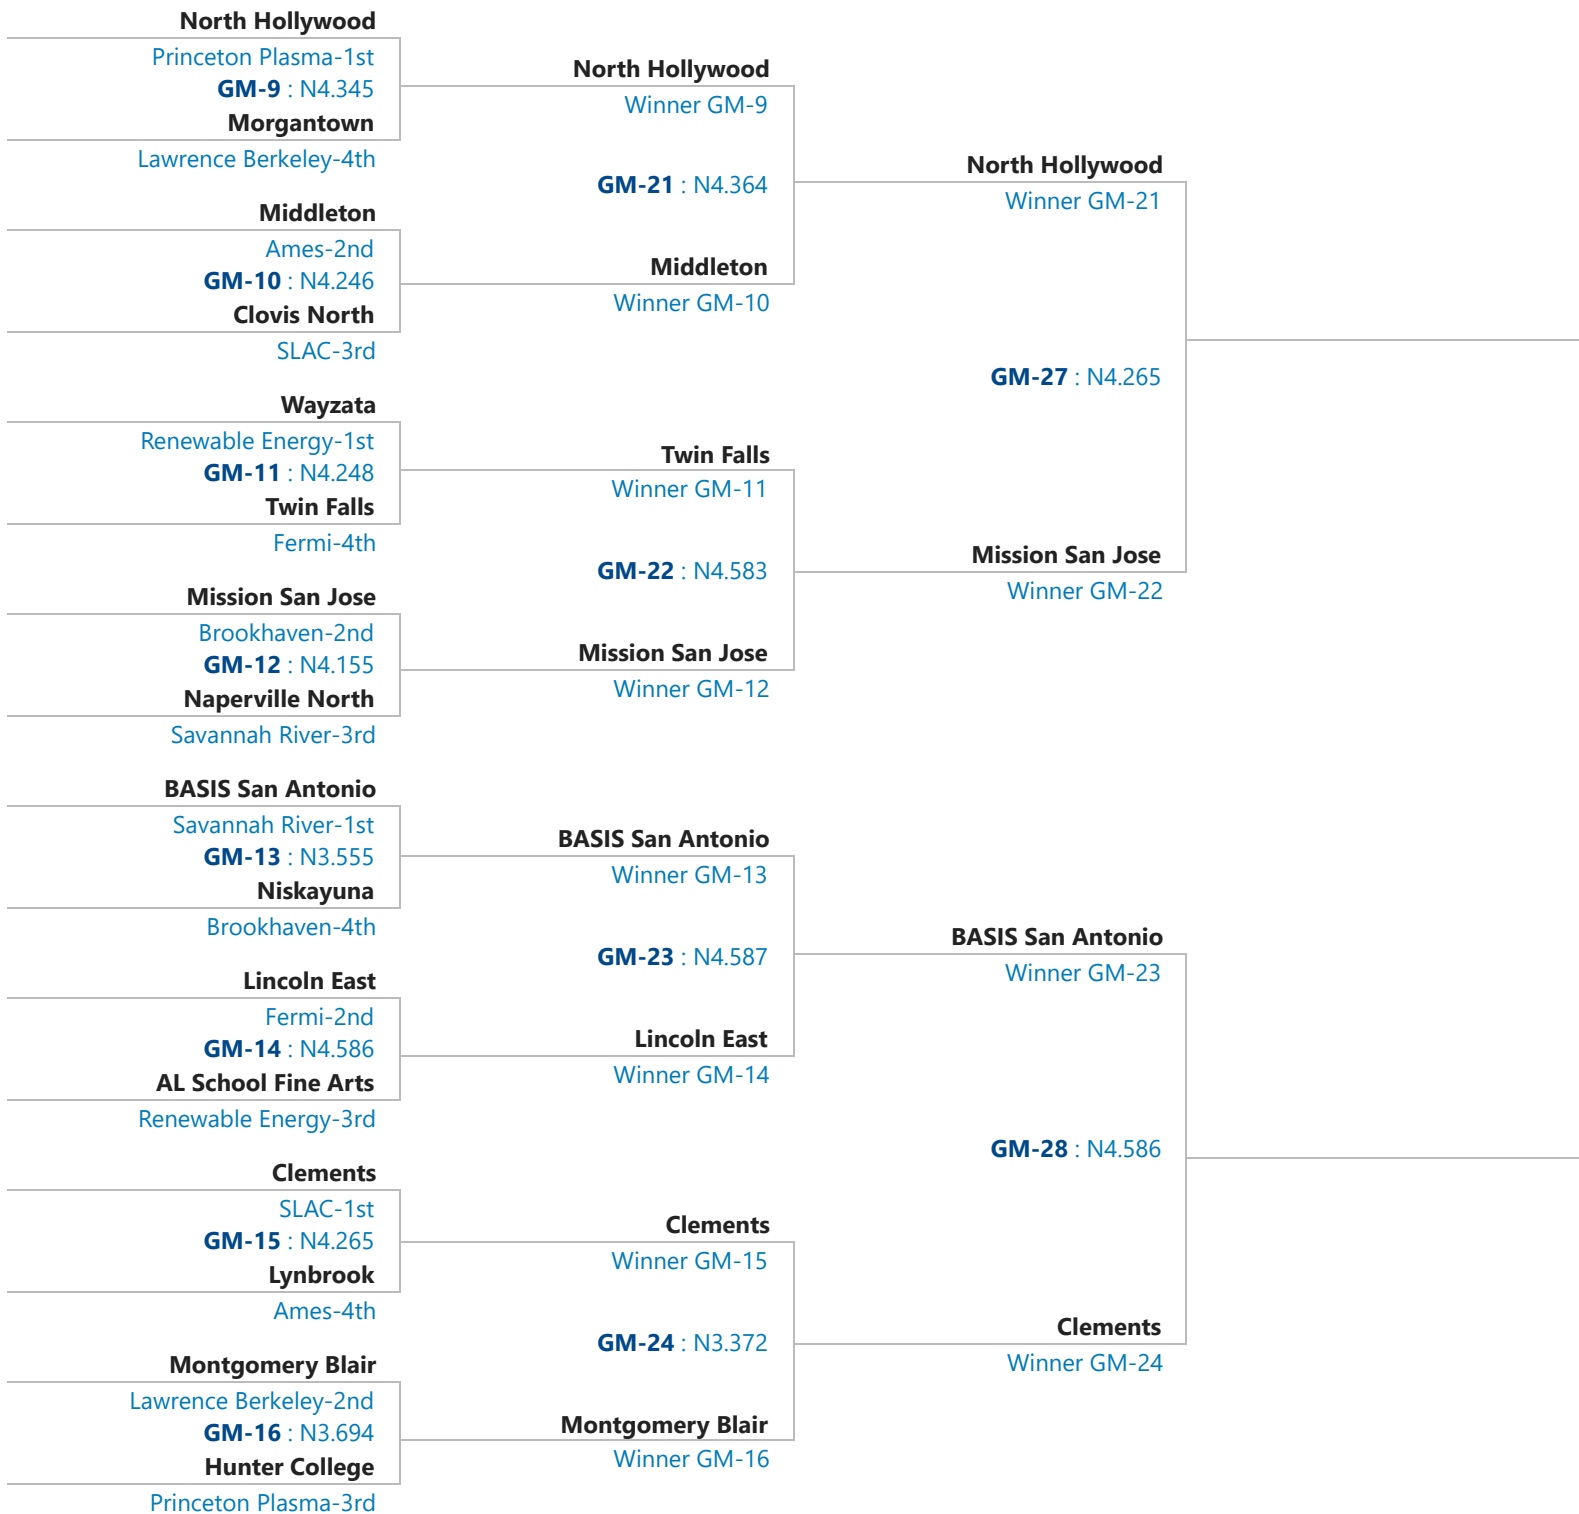 North Hollywood
Princeton Plasma-1st
GM-9 : N4.345
Morgantown
Lawrence Berkeley-4th
Middleton
Ames-2nd
GM-10 : N4.246
Clovis North
SLAC-3rd
Wayzata
Renewable Energy-1st
GM-11 : N4.248
Twin Falls
Fermi-4th
Mission San Jose
Brookhaven-2nd
GM-12 : N4.155
Naperville North
Savannah River-3rd
BASIS San Antonio
Savannah River-1st
GM-13 : N3.555
Niskayuna
Brookhaven-4th
Lincoln East
Fermi-2nd
GM-14 : N4.586
AL School Fine Arts
Renewable Energy-3rd
Clements
SLAC-1st
GM-15 : N4.265
Lynbrook
Ames-4th
Montgomery Blair
Lawrence Berkeley-2nd
GM-16 : N3.694
Hunter College
Princeton Plasma-3rd
North Hollywood
Winner GM-9
GM-21 : N4.364
Middleton
Winner GM-10
Twin Falls
Winner GM-11
GM-22 : N4.583
Mission San Jose
Winner GM-12
BASIS San Antonio
Winner GM-13
GM-23 : N4.587
Lincoln East
Winner GM-14
Clements
Winner GM-15
GM-24 : N3.372
Montgomery Blair
Winner GM-16
North Hollywood
Winner GM-21
GM-27 : N4.265
Mission San Jose
Winner GM-22
BASIS San Antonio
Winner GM-23
GM-28 : N4.586
Clements
Winner GM-24